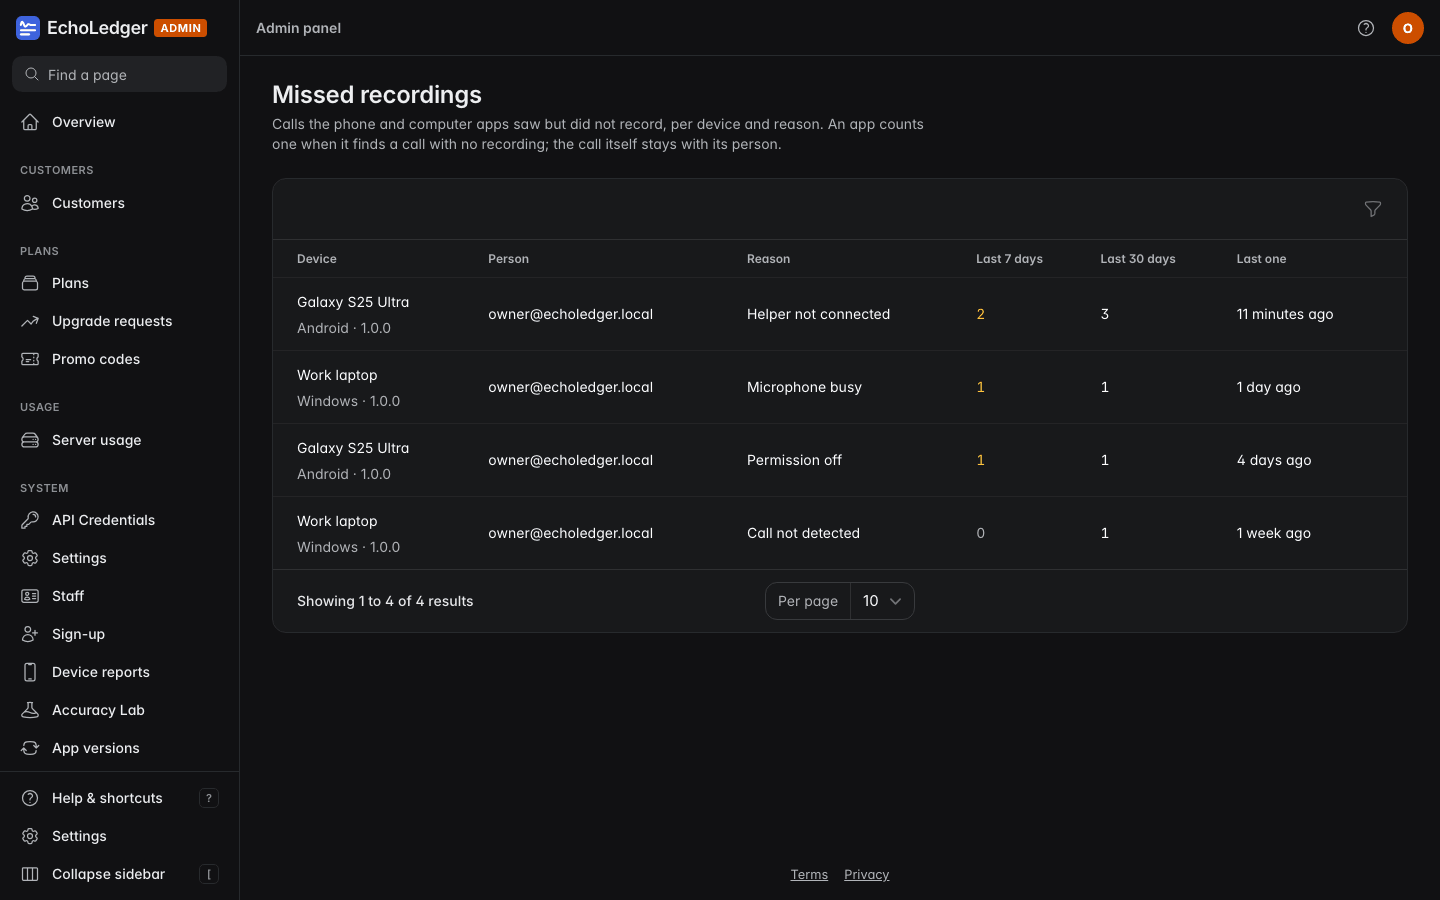 EchoLedger ADMIN
Find a page
Overview
CUSTOMERS
Customers
PLANS
Plans
Upgrade requests
Promo codes
USAGE
Server usage
SYSTEM
API Credentials
Settings
Staff
Sign-up
Device reports
Accuracy Lab
App versions
Help & shortcuts ?
Settings
Collapse sidebar [
Admin panel
O
Missed recordings
Calls the phone and computer apps saw but did not record, per device and reason. An app counts
one when it finds a call with no recording; the call itself stays with its person.
Device Person Reason Last 7 days Last 30 days Last one
Galaxy S25 Ultra
Android · 1.0.0
owner@echoledger.local Helper not connected 2 3 11 minutes ago
Work laptop
Windows · 1.0.0
owner@echoledger.local Microphone busy 1 1 1 day ago
Galaxy S25 Ultra
Android · 1.0.0
owner@echoledger.local Permission off 1 1 4 days ago
Work laptop
Windows · 1.0.0
owner@echoledger.local Call not detected 0 1 1 week ago
Showing 1 to 4 of 4 results Per page 10
Terms Privacy